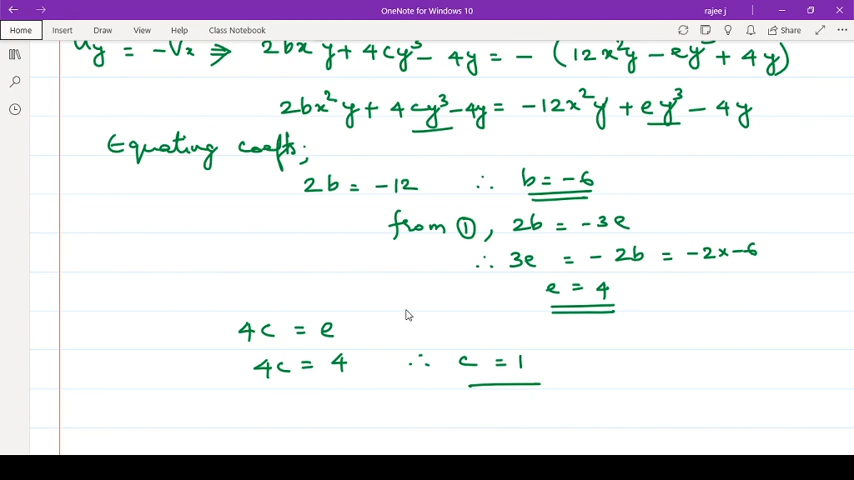 OneNote for Windows 10
rajee j
Home Insert Draw View Help Class Notebook Share
uy = -Vx ⇒ 2bx²y + 4cy³ - 4y = - (12x²y - ey³ + 4y)
2bx²y + 4cy³ - 4y = -12x²y + ey³ - 4y
Equating coefts;
2b = -12 ∴ b = -6
from ①, 2b = -3e
∴ 3e = - 2b = -2x-6
e = 4
4c = e
4c = 4 ∴ c = 1